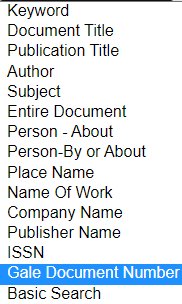 Keyword
Document Title
Publication Title
Author
Subject
Entire Document
Person - About
Person-By or About
Place Name
Name Of Work
Company Name
Publisher Name
ISSN
Gale Document Number
Basic Search